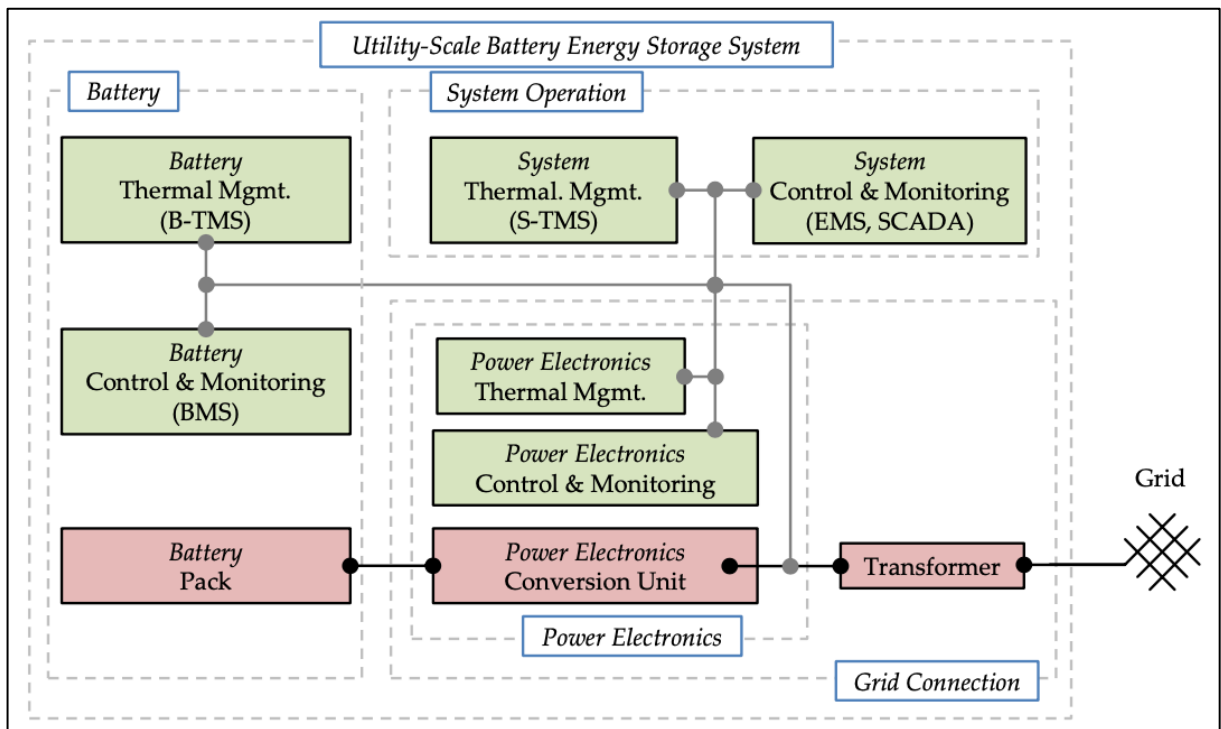 Utility-Scale Battery Energy Storage System
Battery
System Operation
Battery
Thermal Mgmt.
(B-TMS)
System
Thermal. Mgmt.
(S-TMS)
System
Control & Monitoring
(EMS, SCADA)
Battery
Control & Monitoring
(BMS)
Power Electronics
Thermal Mgmt.
Power Electronics
Control & Monitoring
Grid
Battery
Pack
Power Electronics
Conversion Unit
Transformer
Power Electronics
Grid Connection